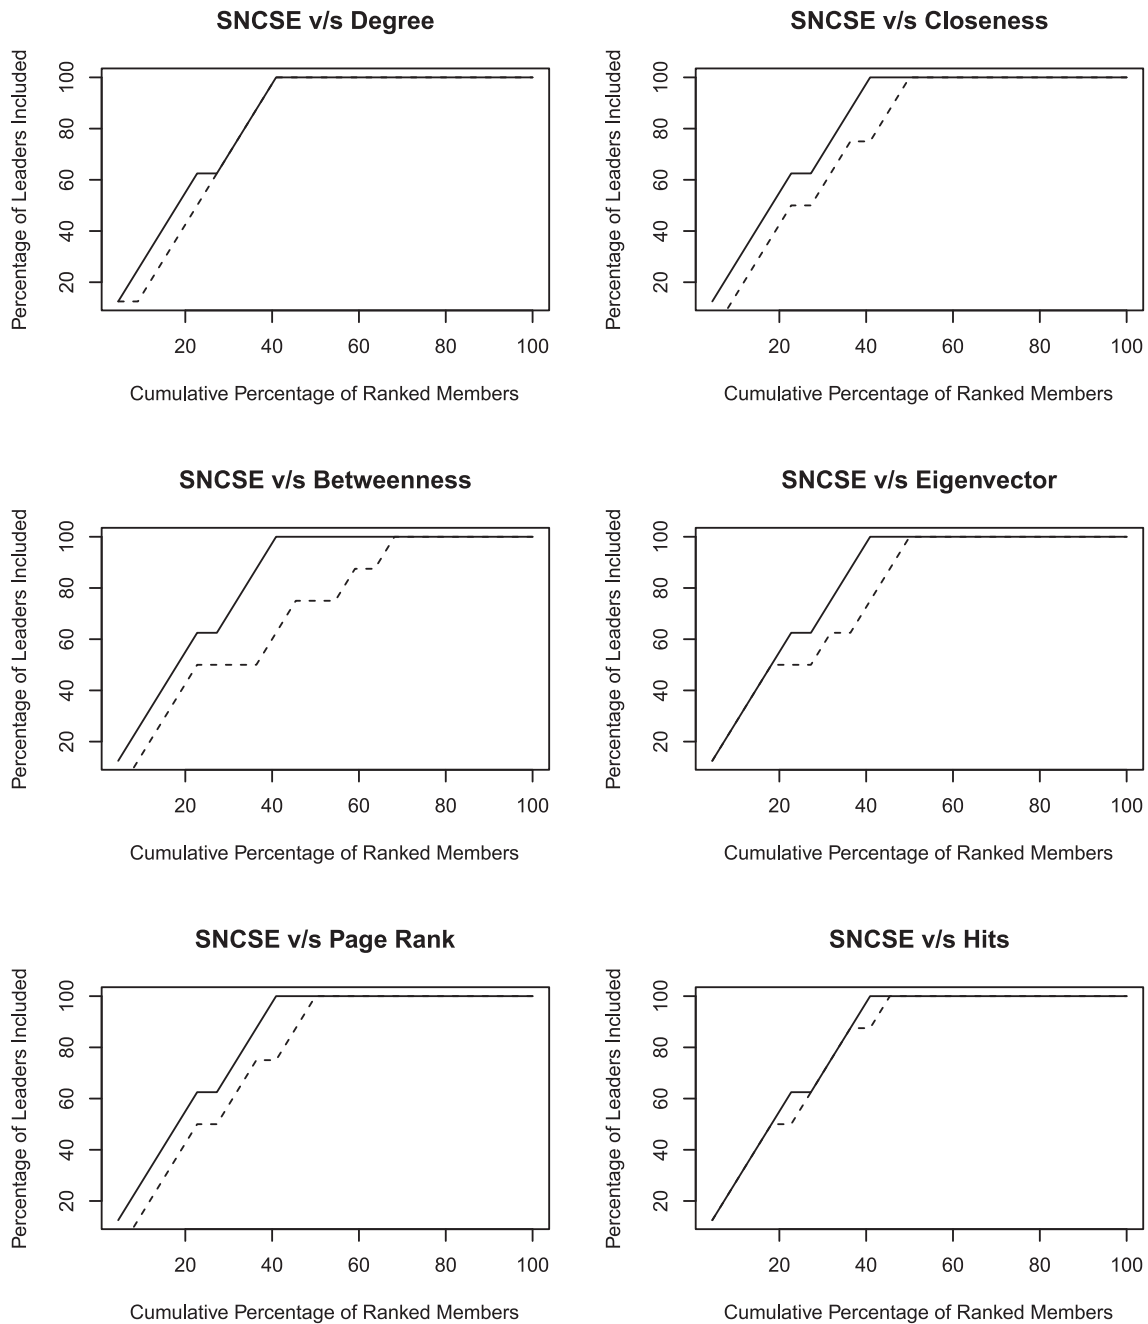 SNCSE v/s Degree
Percentage of Leaders Included
100
80
60
40
20
20 40 60 80 100
Cumulative Percentage of Ranked Members
SNCSE v/s Closeness
Percentage of Leaders Included
100
80
60
40
20
20 40 60 80 100
Cumulative Percentage of Ranked Members
SNCSE v/s Betweenness
Percentage of Leaders Included
100
80
60
40
20
20 40 60 80 100
Cumulative Percentage of Ranked Members
SNCSE v/s Eigenvector
Percentage of Leaders Included
100
80
60
40
20
20 40 60 80 100
Cumulative Percentage of Ranked Members
SNCSE v/s Page Rank
Percentage of Leaders Included
100
80
60
40
20
20 40 60 80 100
Cumulative Percentage of Ranked Members
SNCSE v/s Hits
Percentage of Leaders Included
100
80
60
40
20
20 40 60 80 100
Cumulative Percentage of Ranked Members